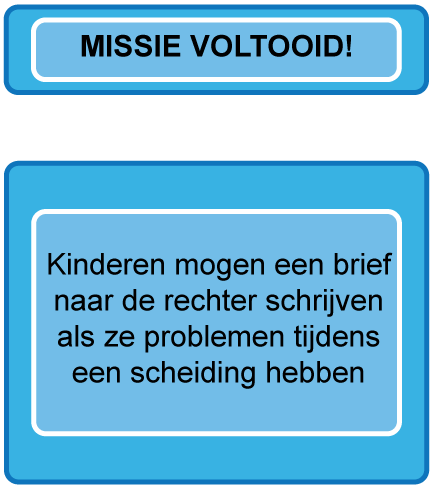 MISSIE VOLTOOID!
Kinderen mogen een brief
naar de rechter schrijven
als ze problemen tijdens
een scheiding hebben